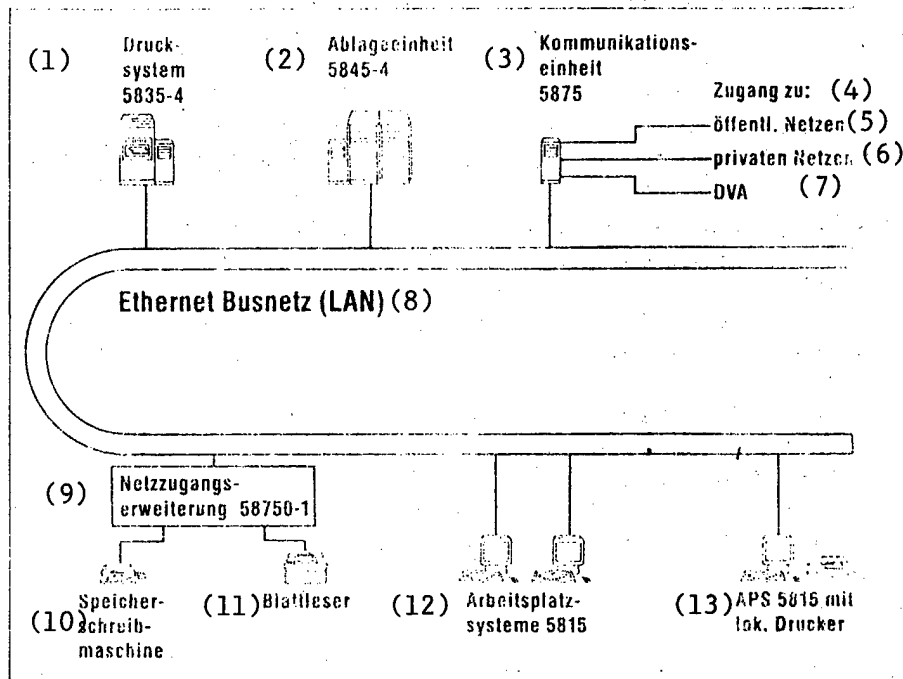 (1) Druck-
system
5835-4
(2) Ablageeinheit
5845-4
(3) Kommunikations-
einheit
5875
Zugang zu: (4)
öffentl. Netzen (5)
privaten Netzen (6)
DVA (7)
Ethernet Busnetz (LAN) (8)
(9) Netzzugangs-
erweiterung 58750-1
(10) Speicher-
schreib-
maschine
(11) Blattleser
(12) Arbeitsplatz-
systeme 5815
(13) APS 5815 mit
lok. Drucker